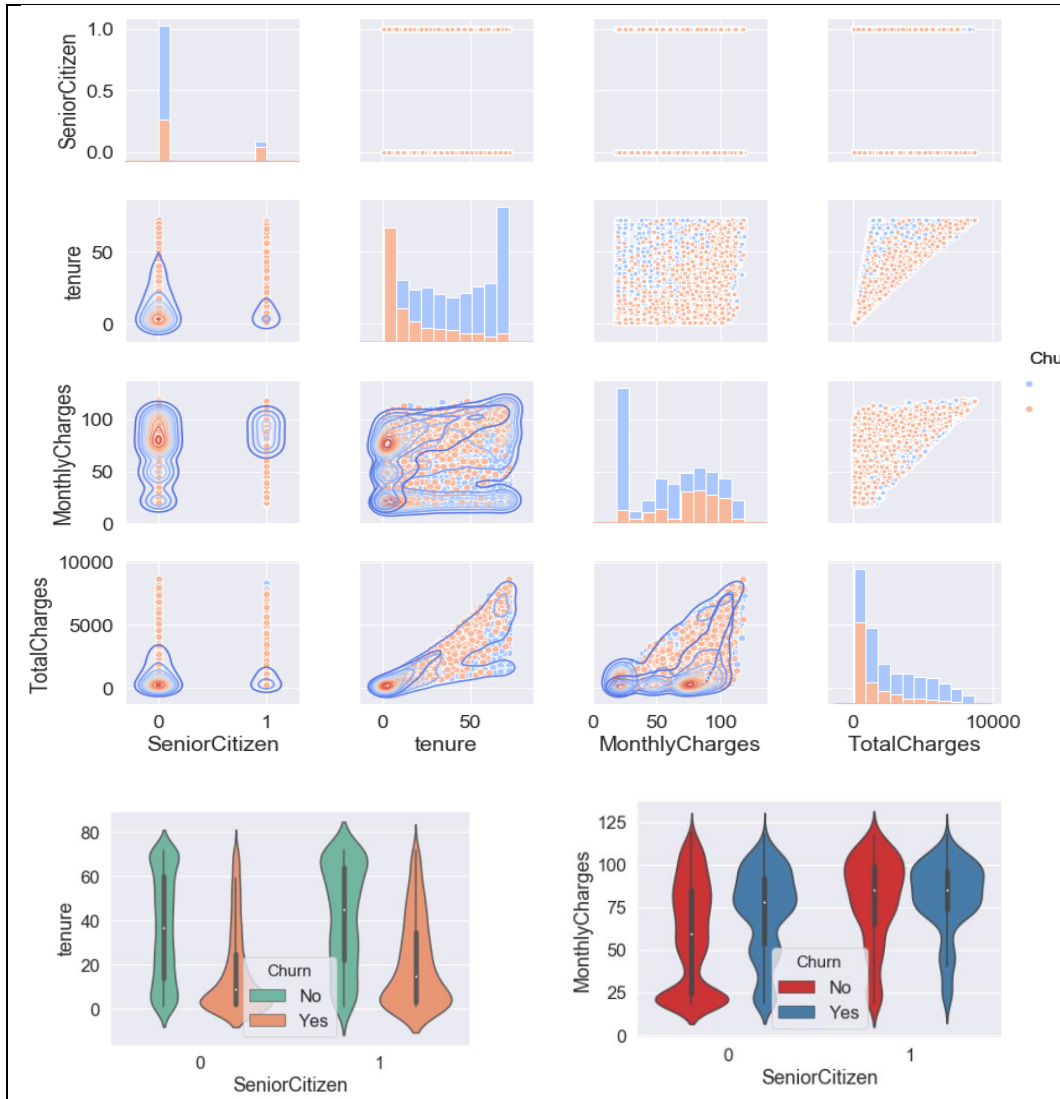 SeniorCitizen
1.0
0.5
0.0
tenure
50
0
Chu
MonthlyCharges
100
50
0
TotalCharges
10000
5000
0
0 1 0 50 0 50 100 0 10000
SeniorCitizen tenure MonthlyCharges TotalCharges
tenure
80
60
40
20
0
Churn
No
Yes
0 1
SeniorCitizen
MonthlyCharges
125
100
75
50
25
0
Churn
No
Yes
0 1
SeniorCitizen